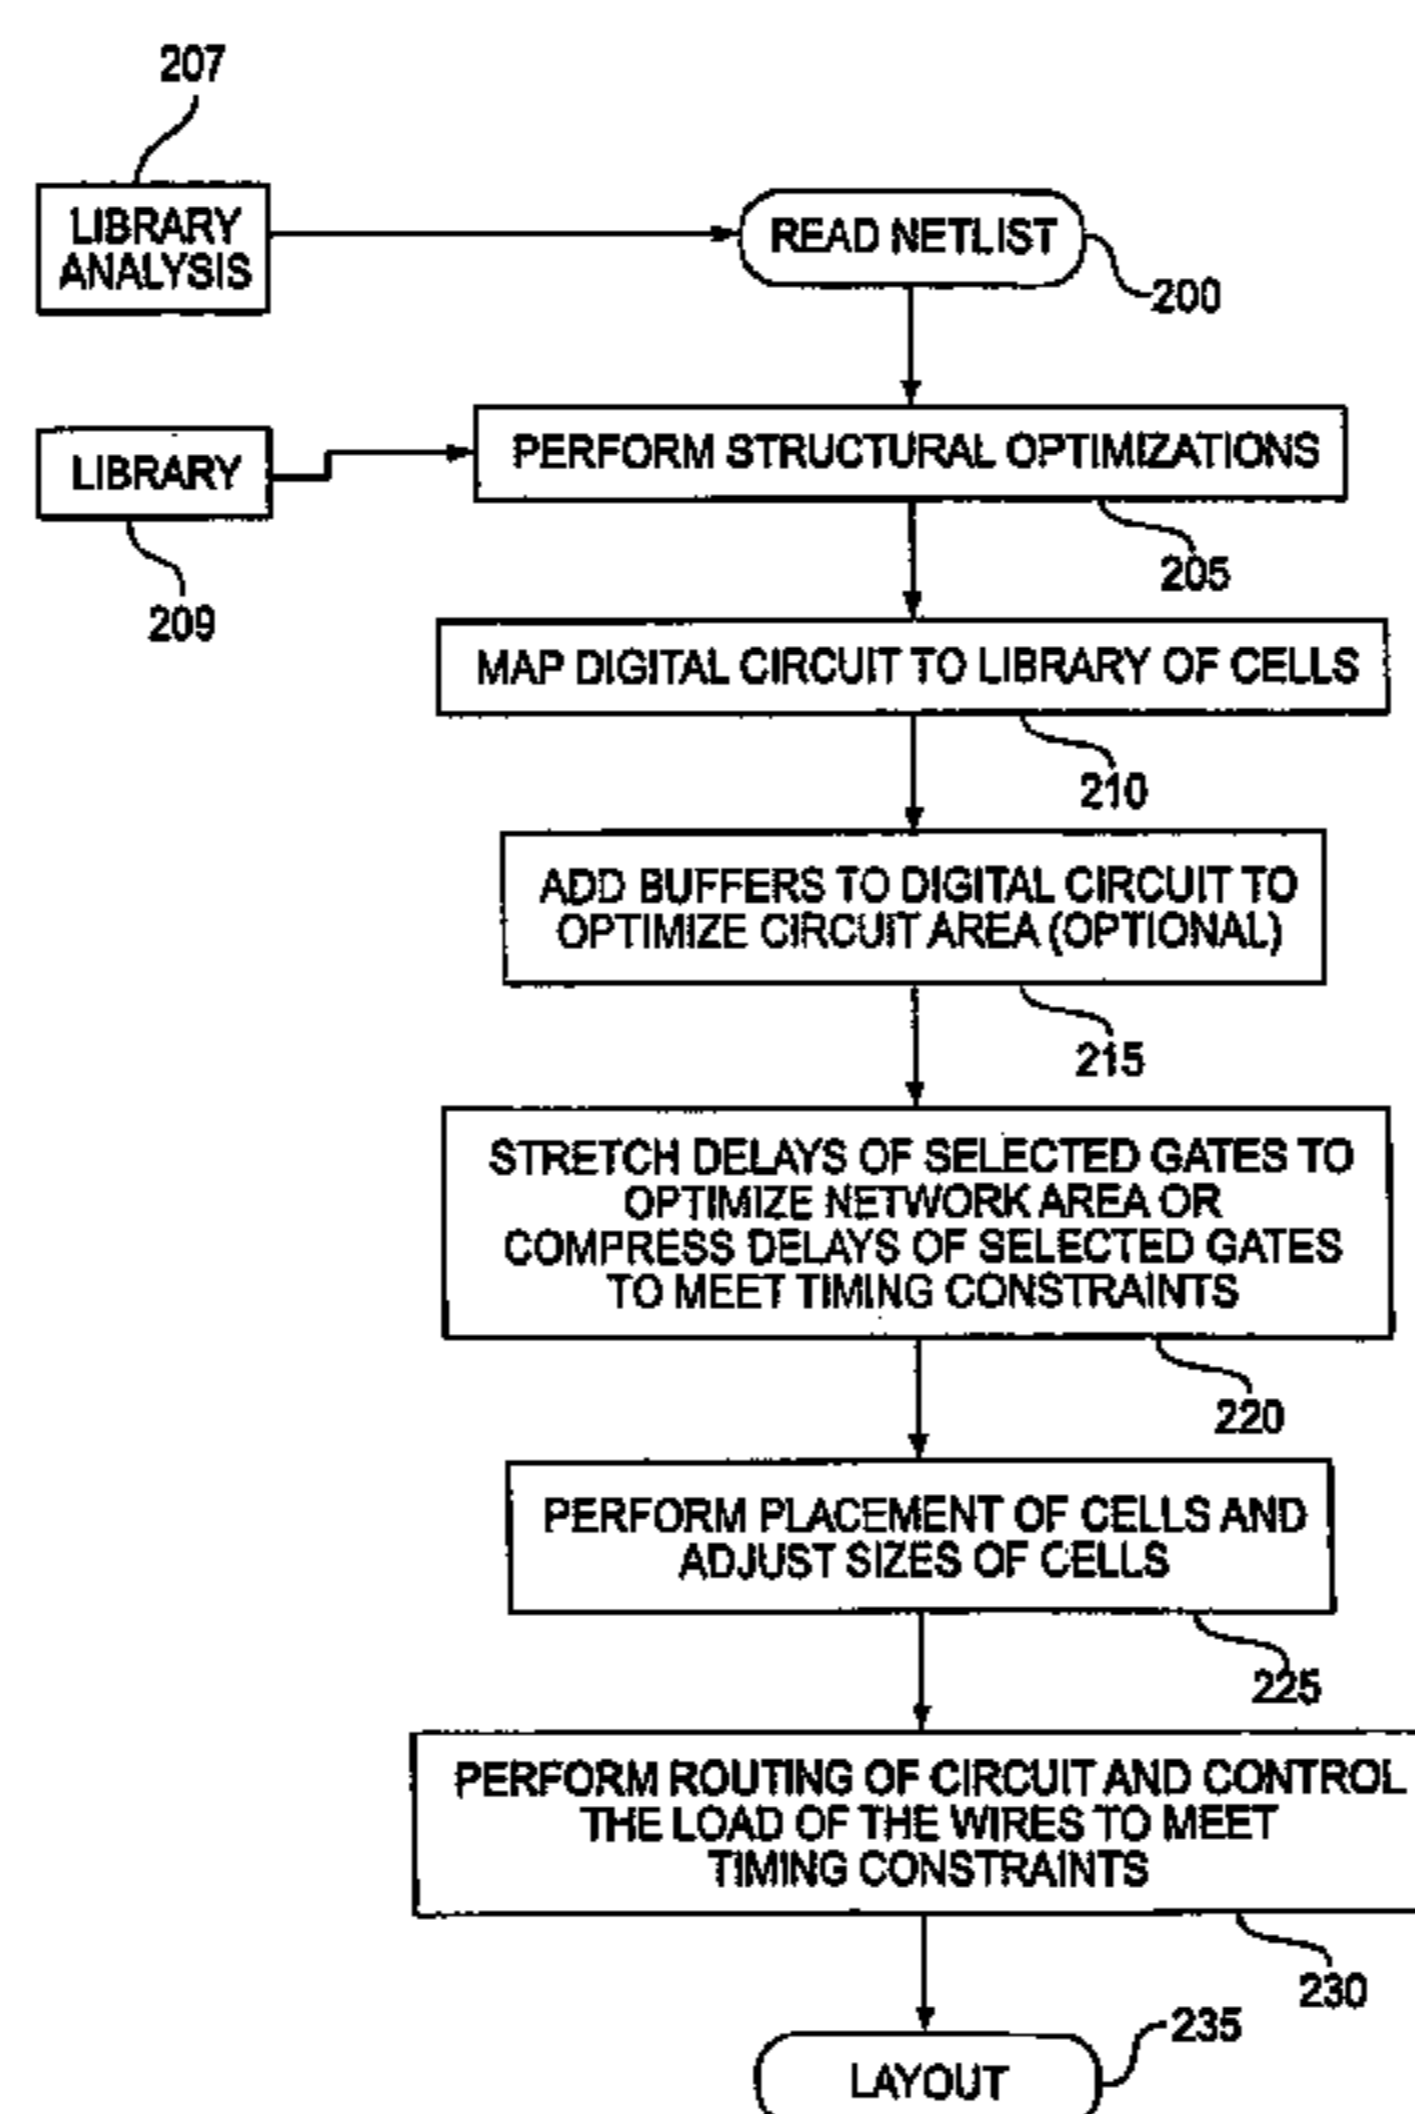 207
LIBRARY
ANALYSIS
READ NETLIST
200
LIBRARY
209
PERFORM STRUCTURAL OPTIMIZATIONS
205
MAP DIGITAL CIRCUIT TO LIBRARY OF CELLS
210
ADD BUFFERS TO DIGITAL CIRCUIT TO
OPTIMIZE CIRCUIT AREA (OPTIONAL)
215
STRETCH DELAYS OF SELECTED GATES TO
OPTIMIZE NETWORK AREA OR
COMPRESS DELAYS OF SELECTED GATES
TO MEET TIMING CONSTRAINTS
220
PERFORM PLACEMENT OF CELLS AND
ADJUST SIZES OF CELLS
225
PERFORM ROUTING OF CIRCUIT AND CONTROL
THE LOAD OF THE WIRES TO MEET
TIMING CONSTRAINTS
230
235
LAYOUT